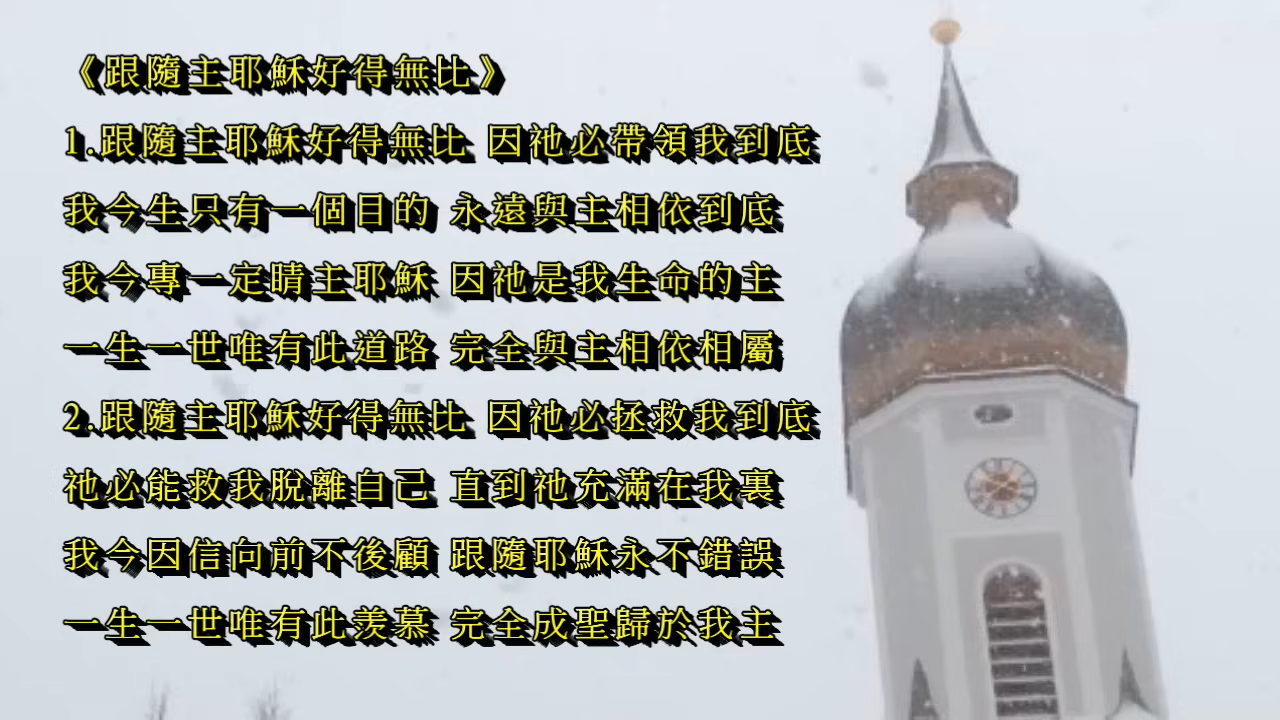 《跟隨主耶穌好得無比》
1.跟隨主耶穌好得無比 因祂必帶領我到底
我今生只有一個目的 永遠與主相依到底
我今專一定睛主耶穌 因祂是我生命的主
一生一世唯有此道路 完全與主相依相屬
2.跟隨主耶穌好得無比 因祂必拯救我到底
祂必能救我脫離自己 直到祂充滿在我裏
我今因信向前不後顧 跟隨耶穌永不錯誤
一生一世唯有此羨慕 完全成聖歸於我主